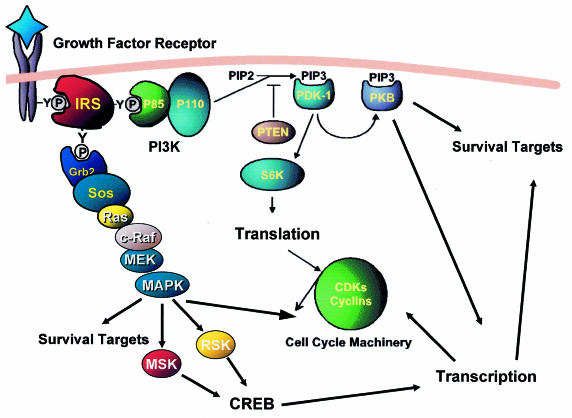 Growth Factor Receptor
PIP2
PIP3
PIP3
Y
P
IRS
Y
P
P85
P110
PDK-1
PKB
PI3K
PTEN
Y
P
Grb2
Sos
Ras
c-Raf
MEK
MAPK
S6K
Survival Targets
Translation
CDKs
Cyclins
Cell Cycle Machinery
Survival Targets
RSK
MSK
CREB
Transcription